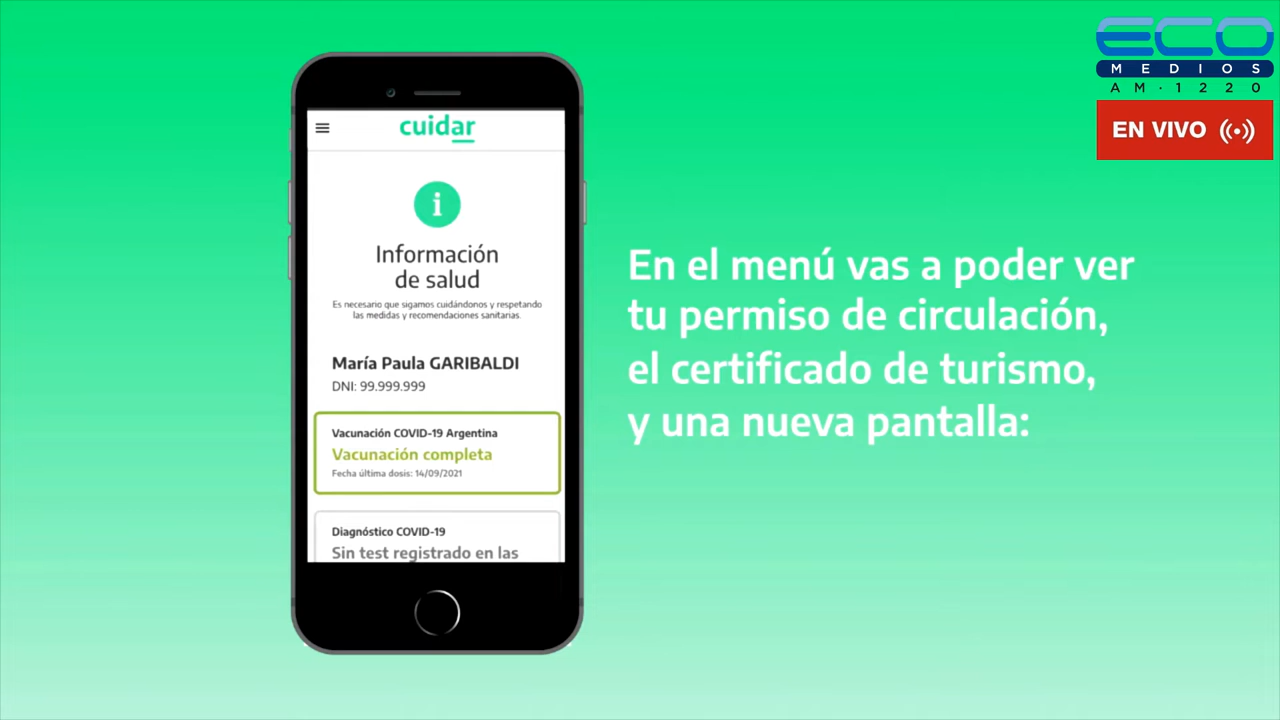 ECO
MEDIOS
AM·1220
EN VIVO
cuidar
i
Información
de salud
Es necesario que sigamos cuidándonos y respetando
las medidas y recomendaciones sanitarias.
María Paula GARIBALDI
DNI: 99.999.999
Vacunación COVID-19 Argentina
Vacunación completa
Fecha última dosis: 14/09/2021
Diagnóstico COVID-19
Sin test registrado en las
En el menú vas a poder ver
tu permiso de circulación,
el certificado de turismo,
y una nueva pantalla: